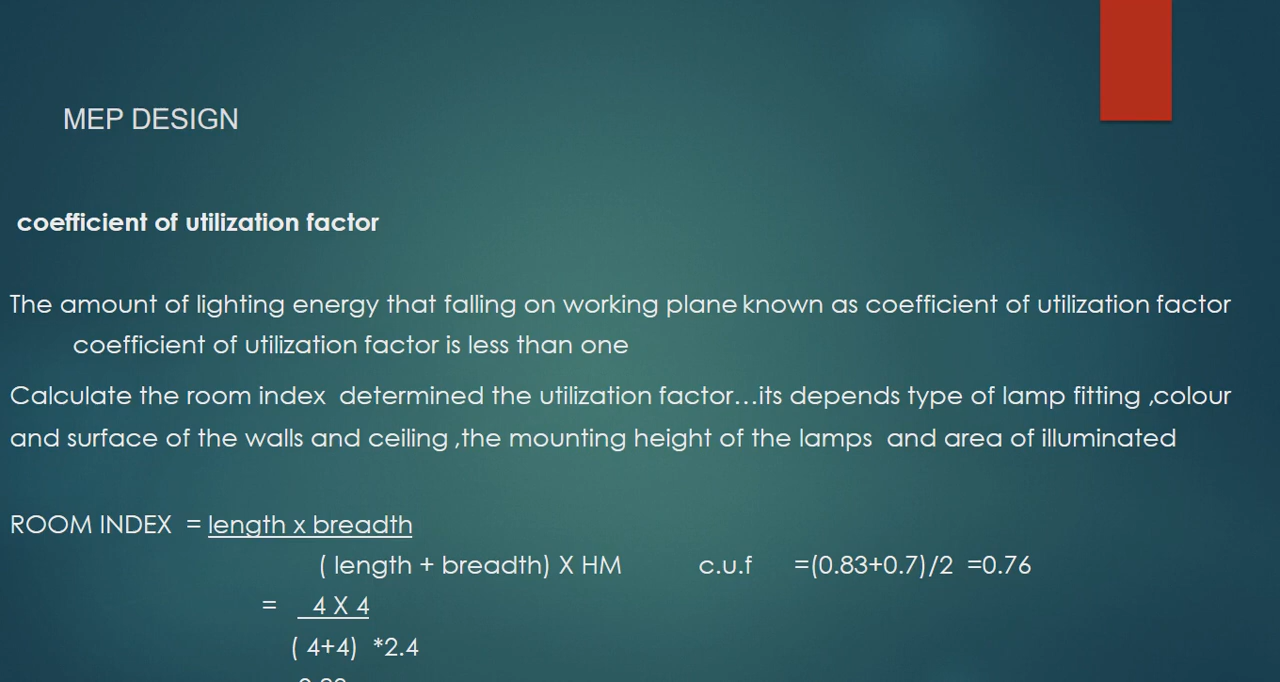 MEP DESIGN
coefficient of utilization factor
The amount of lighting energy that falling on working plane known as coefficient of utilization factor
coefficient of utilization factor is less than one
Calculate the room index determined the utilization factor…its depends type of lamp fitting ,colour
and surface of the walls and ceiling ,the mounting height of the lamps and area of illuminated
ROOM INDEX = length x breadth
( length + breadth) X HM c.u.f =(0.83+0.7)/2 =0.76
= 4 X 4
( 4+4) *2.4